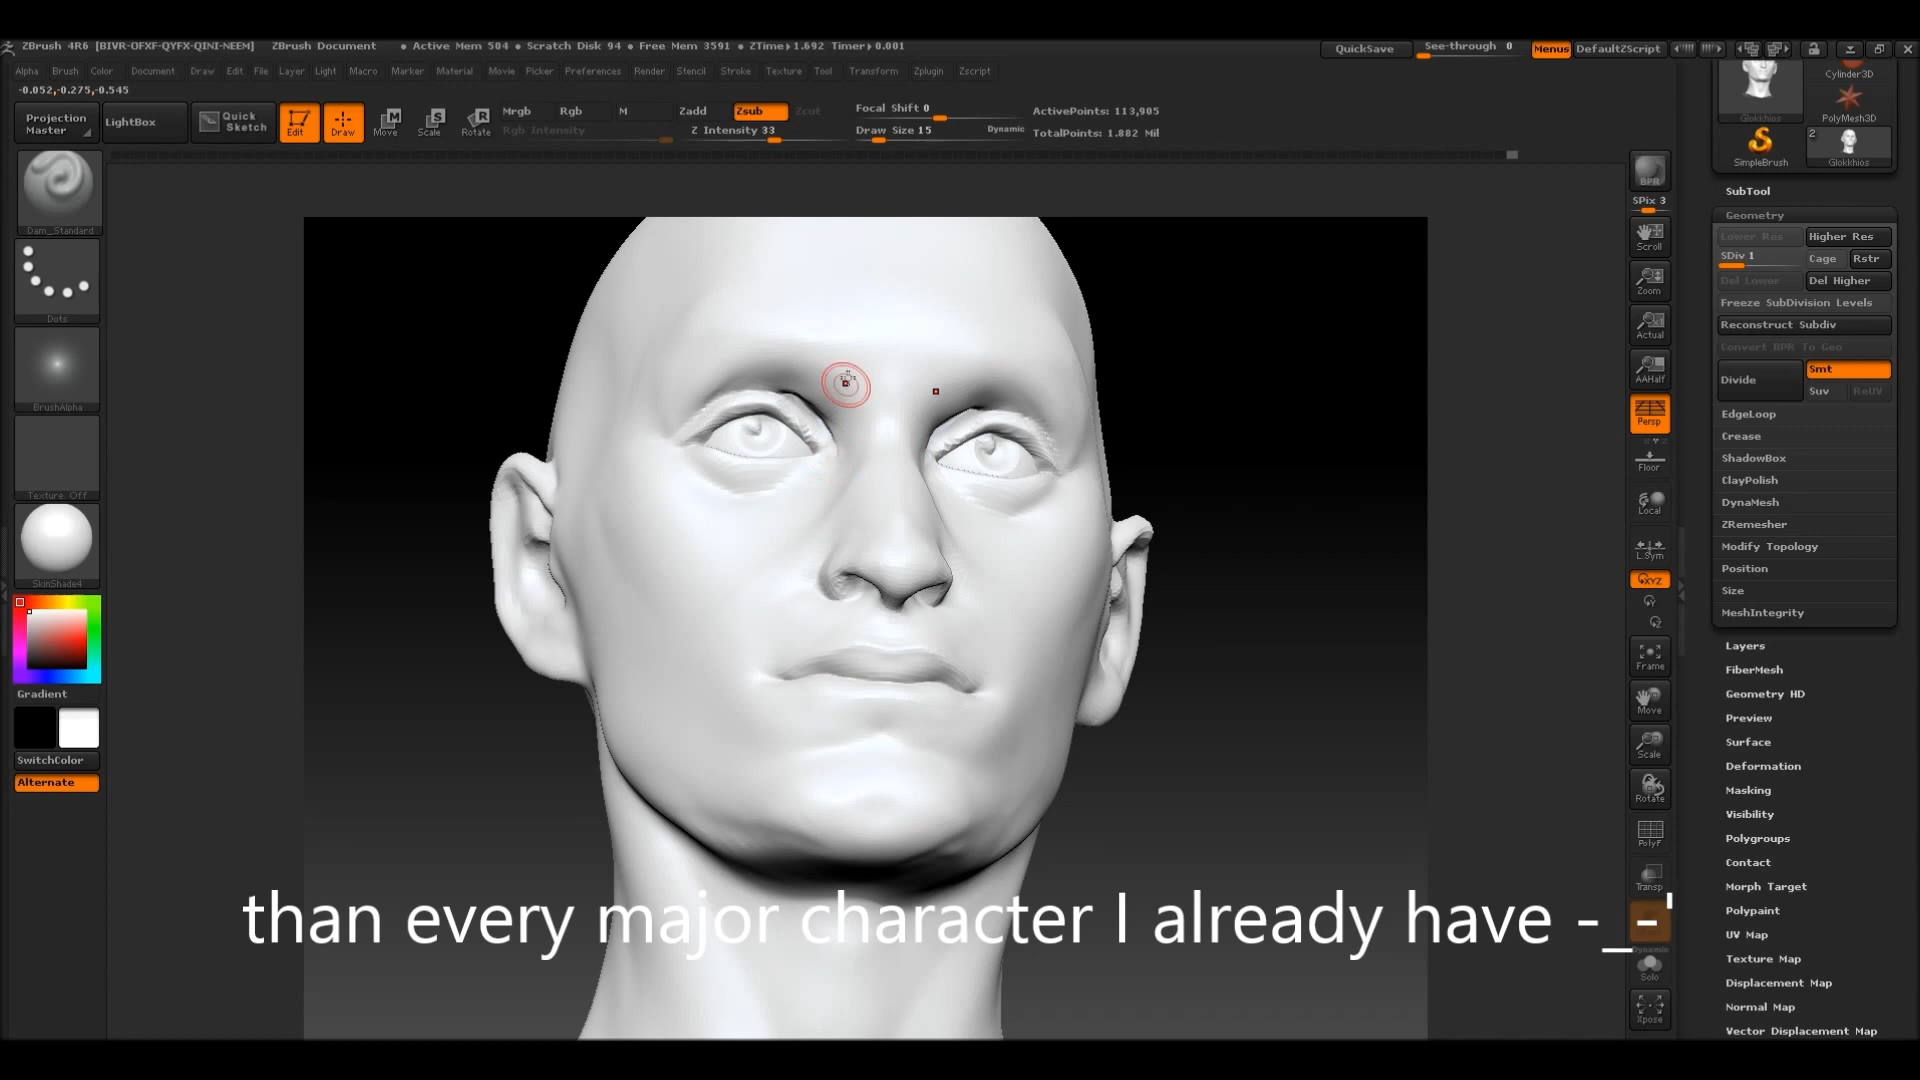 ZBrush 4R6 [BIVR-OFXF-QYFX-QINI-NEEM] ZBrush Document • Active Mem 504 • Scratch Disk 94 • Free Mem 3591 • ZTime▸1.692 Timer▸0.001
QuickSave See-through 0 Menus DefaultZScript
Alpha Brush Color Document Draw Edit File Layer Light Macro Marker Material Movie Picker Preferences Render Stencil Stroke Texture Tool Transform Zplugin Zscript
-0.052,-0.275,-0.545
Projection Master
LightBox
Quick Sketch
Edit
Draw
Move
Scale
Rotate
Mrgb Rgb M
Rgb Intensity
Zadd Zsub Zcut
Z Intensity 33
Focal Shift 0
Draw Size 15 Dynamic
ActivePoints: 113,905
TotalPoints: 1.882 Mil
Dam_Standard
Dots
BrushAlpha
Texture Off
SkinShade4
Gradient
SwitchColor
Alternate
than every major character I already have -_-'
BPR
SPix 3
Scroll
Zoom
Actual
AAHalf
Persp
Floor
Local
L.Sym
XYZ
Frame
Move
Scale
Rotate
PolyF
Transp
Dynamic
Solo
Xpose
Glokkhios
Cylinder3D
PolyMesh3D
SimpleBrush
2
Glokkhios
SubTool
Geometry
Lower Res Higher Res
SDiv 1 Cage Rstr
Del Lower Del Higher
Freeze SubDivision Levels
Reconstruct Subdiv
Convert BPR To Geo
Divide Smt
Suv ReUV
EdgeLoop
Crease
ShadowBox
ClayPolish
DynaMesh
ZRemesher
Modify Topology
Position
Size
MeshIntegrity
Layers
FiberMesh
Geometry HD
Preview
Surface
Deformation
Masking
Visibility
Polygroups
Contact
Morph Target
Polypaint
UV Map
Texture Map
Displacement Map
Normal Map
Vector Displacement Map